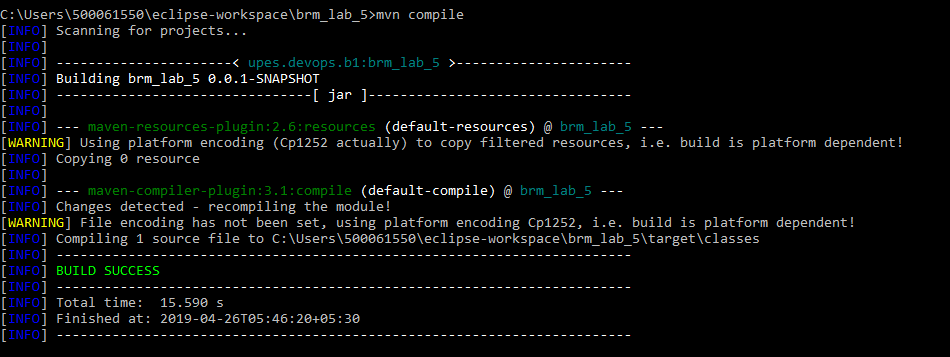 C:\Users\500061550\eclipse-workspace\brm_lab_5>mvn compile
[INFO] Scanning for projects...
[INFO]
[INFO] ----------------------< upes.devops.b1:brm_lab_5 >----------------------
[INFO] Building brm_lab_5 0.0.1-SNAPSHOT
[INFO] --------------------------------[ jar ]---------------------------------
[INFO]
[INFO] --- maven-resources-plugin:2.6:resources (default-resources) @ brm_lab_5 ---
[WARNING] Using platform encoding (Cp1252 actually) to copy filtered resources, i.e. build is platform dependent!
[INFO] Copying 0 resource
[INFO]
[INFO] --- maven-compiler-plugin:3.1:compile (default-compile) @ brm_lab_5 ---
[INFO] Changes detected - recompiling the module!
[WARNING] File encoding has not been set, using platform encoding Cp1252, i.e. build is platform dependent!
[INFO] Compiling 1 source file to C:\Users\500061550\eclipse-workspace\brm_lab_5\target\classes
[INFO] ------------------------------------------------------------------------
[INFO] BUILD SUCCESS
[INFO] ------------------------------------------------------------------------
[INFO] Total time:  15.590 s
[INFO] Finished at: 2019-04-26T05:46:20+05:30
[INFO] ------------------------------------------------------------------------